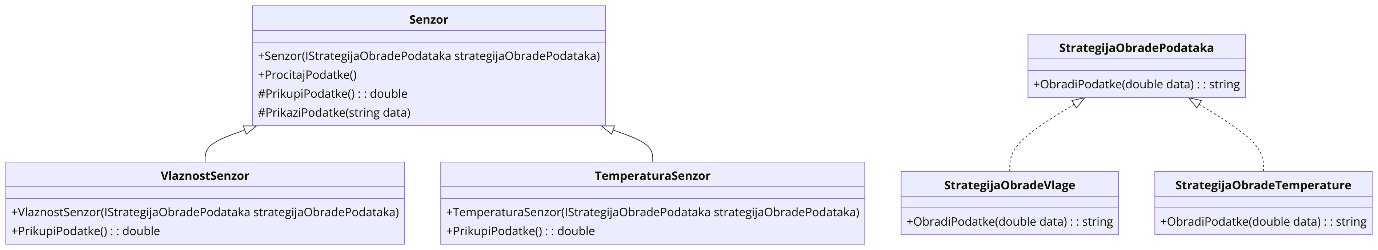 Senzor
+Senzor(IStrategijaObradePodataka strategijaObradePodataka)
+ProcitajPodatke()
#PrikupiPodatke() : : double
#PrikaziPodatke(string data)
VlaznostSenzor
+VlaznostSenzor(IStrategijaObradePodataka strategijaObradePodataka)
+PrikupiPodatke() : : double
TemperaturaSenzor
+TemperaturaSenzor(IStrategijaObradePodataka strategijaObradePodataka)
+PrikupiPodatke() : : double
StrategijaObradePodataka
+ObradiPodatke(double data) : : string
StrategijaObradeVlage
+ObradiPodatke(double data) : : string
StrategijaObradeTemperature
+ObradiPodatke(double data) : : string